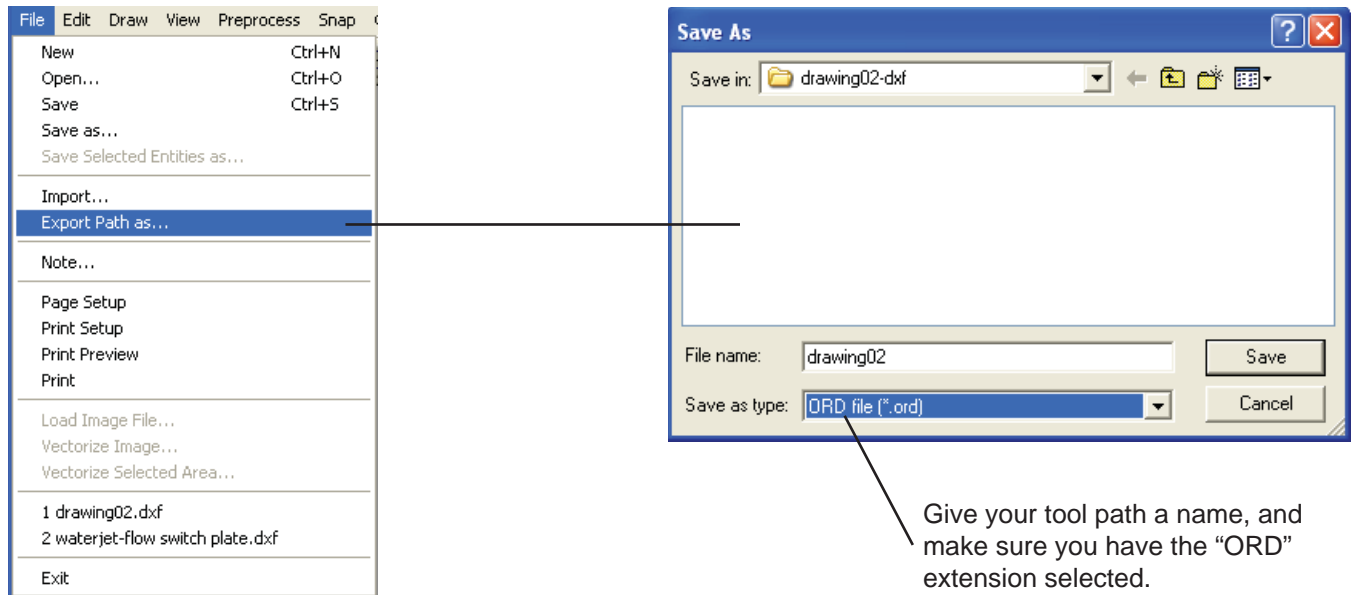 File Edit Draw View Preprocess Snap
New Ctrl+N
Open... Ctrl+O
Save Ctrl+S
Save as...
Save Selected Entities as...
Import...
Export Path as...
Note...
Page Setup
Print Setup
Print Preview
Print
Load Image File...
Vectorize Image...
Vectorize Selected Area...
1 drawing02.dxf
2 waterjet-flow switch plate.dxf
Exit
Save As
Save in: drawing02-dxf
File name: drawing02 Save
Save as type: ORD file (*.ord) Cancel
Give your tool path a name, and
make sure you have the “ORD”
extension selected.